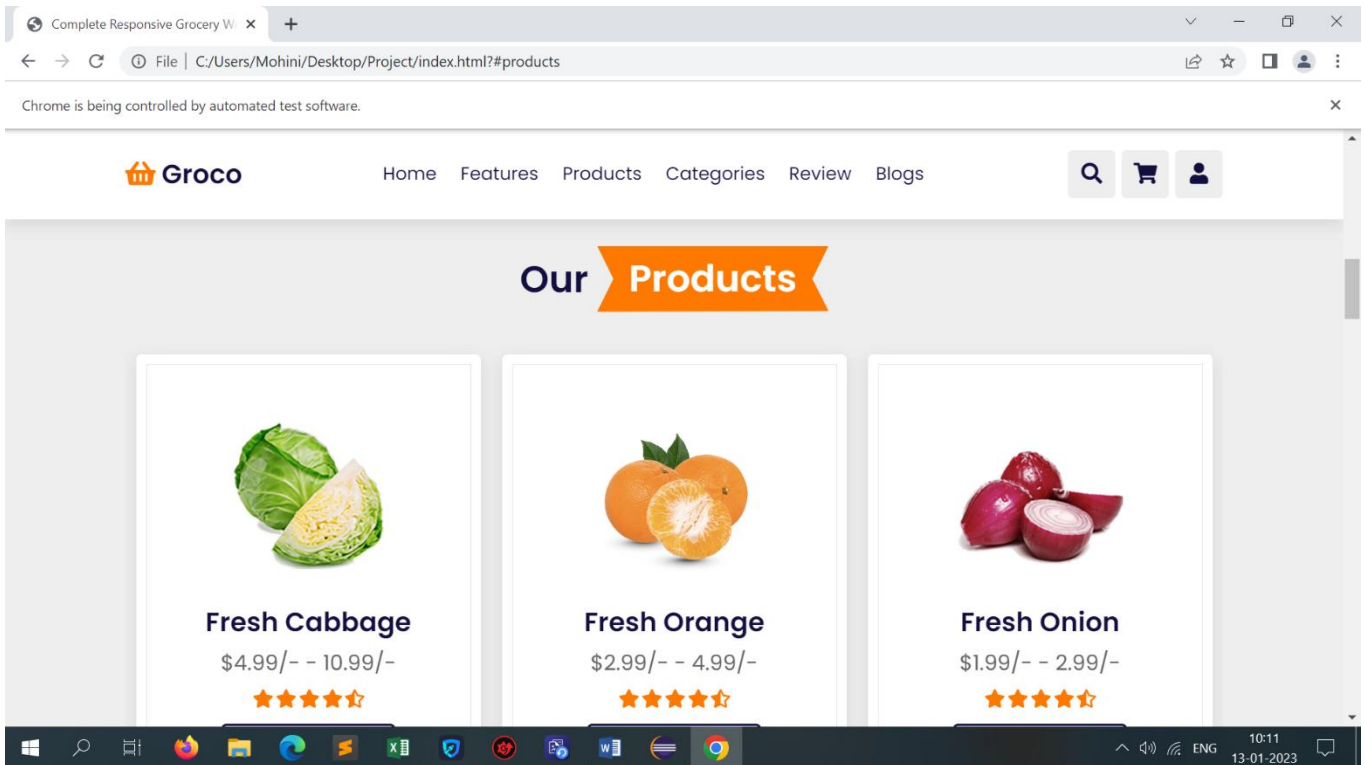 Complete Responsive Grocery W
File | C:/Users/Mohini/Desktop/Project/index.html?#products
Chrome is being controlled by automated test software.
Groco Home Features Products Categories Review Blogs
Our Products
Fresh Cabbage Fresh Orange Fresh Onion
$4.99/- - 10.99/- $2.99/- - 4.99/- $1.99/- - 2.99/-
ENG 10:11
13-01-2023